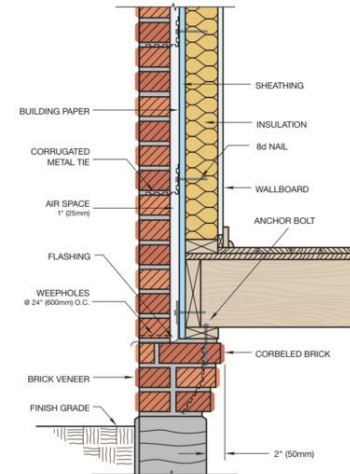 SHEATHING
BUILDING PAPER
INSULATION
CORRUGATED
METAL TIE
8d NAIL
WALLBOARD
AIR SPACE
1" (25mm)
ANCHOR BOLT
FLASHING
WEEPHOLES
@ 24" (600mm) O.C.
CORBELED BRICK
BRICK VENEER
FINISH GRADE
2" (50mm)